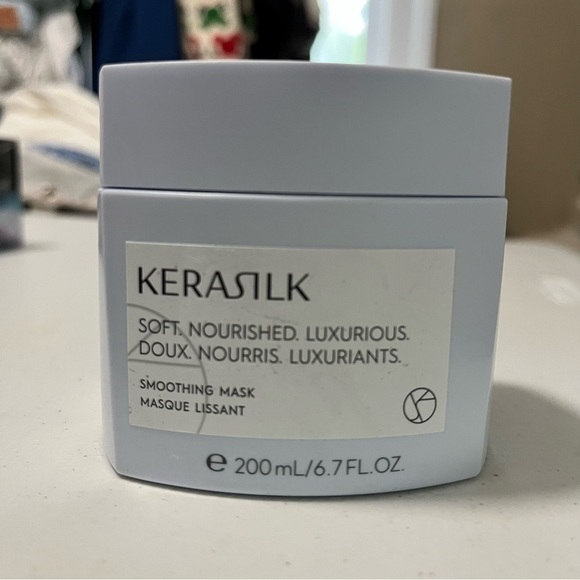 KERASILK
SOFT. NOURISHED. LUXURIOUS.
DOUX. NOURRIS. LUXURIANTS.
SMOOTHING MASK
MASQUE LISSANT
℮ 200 mL/6.7 FL.OZ.